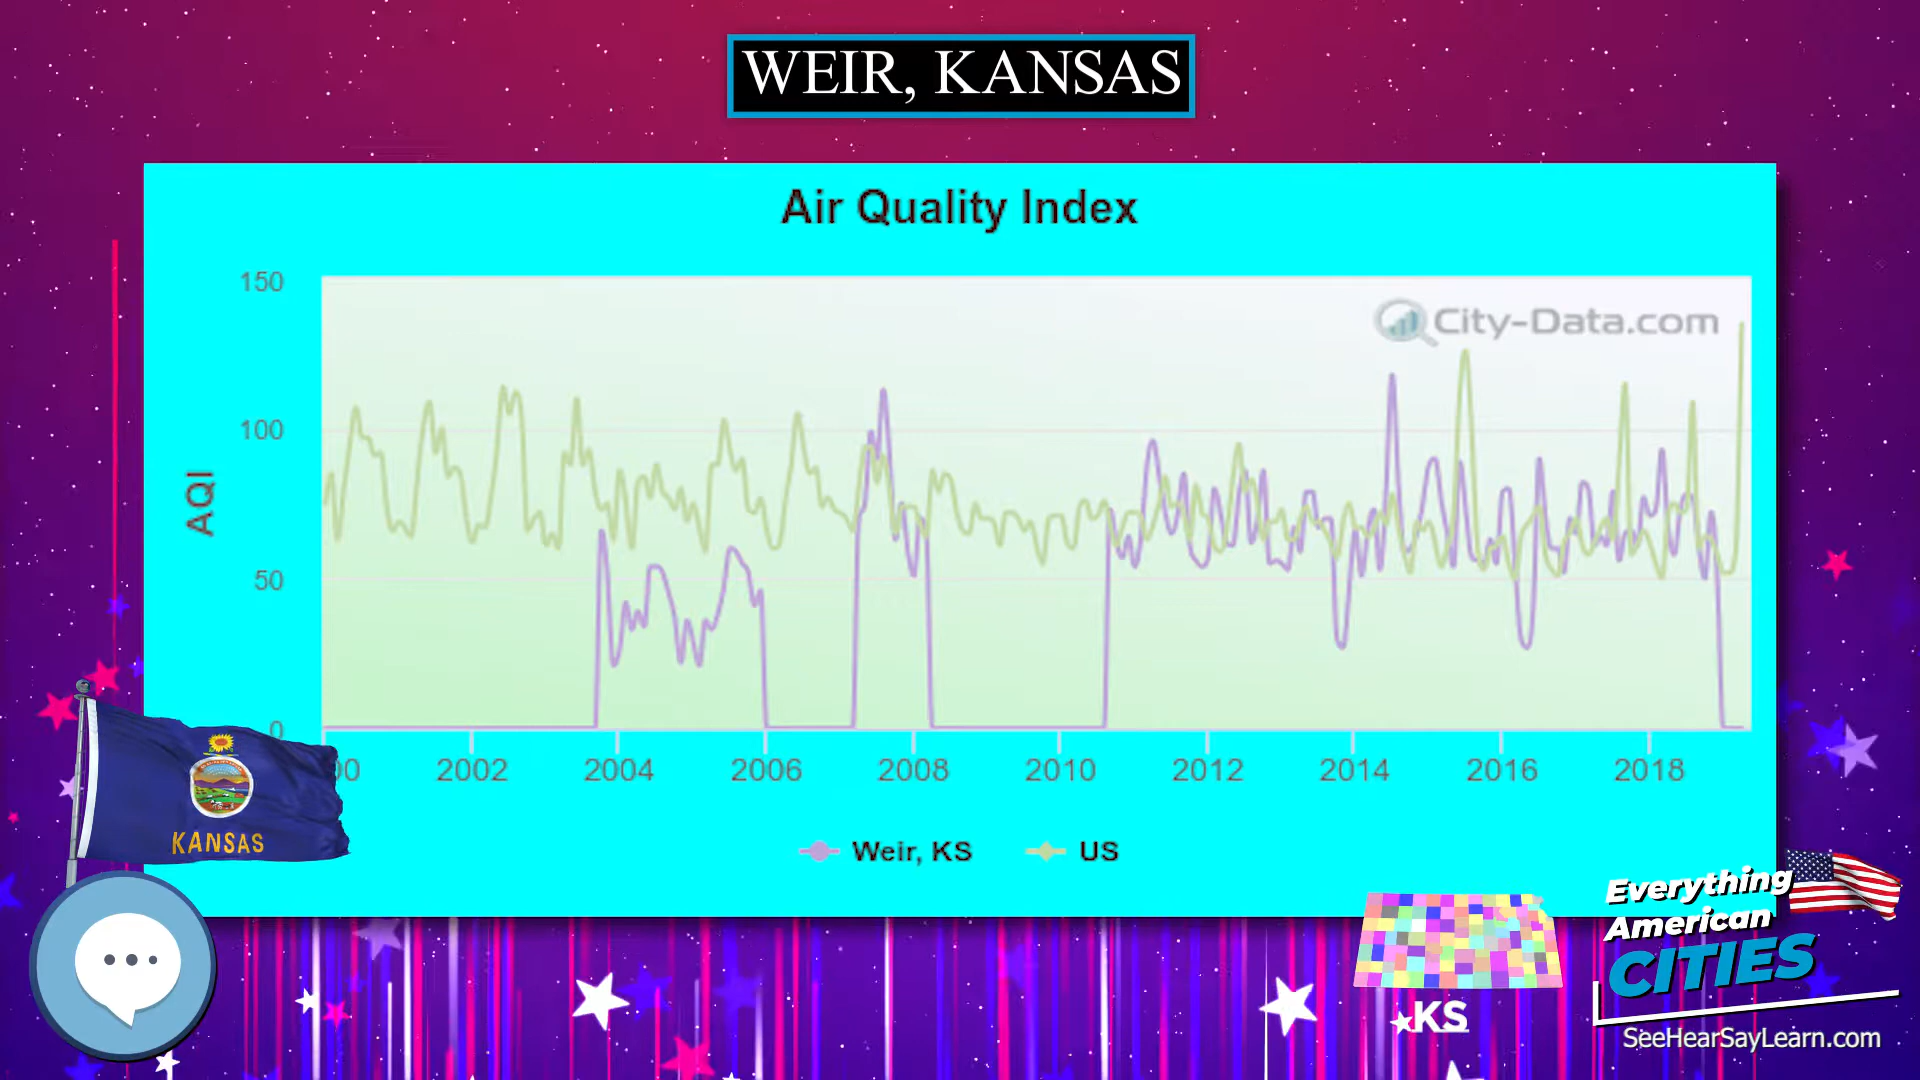 WEIR, KANSAS
Air Quality Index
City-Data.com
150
100
50
0
AQI
00 2002 2004 2006 2008 2010 2012 2014 2016 2018
Weir, KS US
KANSAS
KS
Everything
American
CITIES
SeeHearSayLearn.com